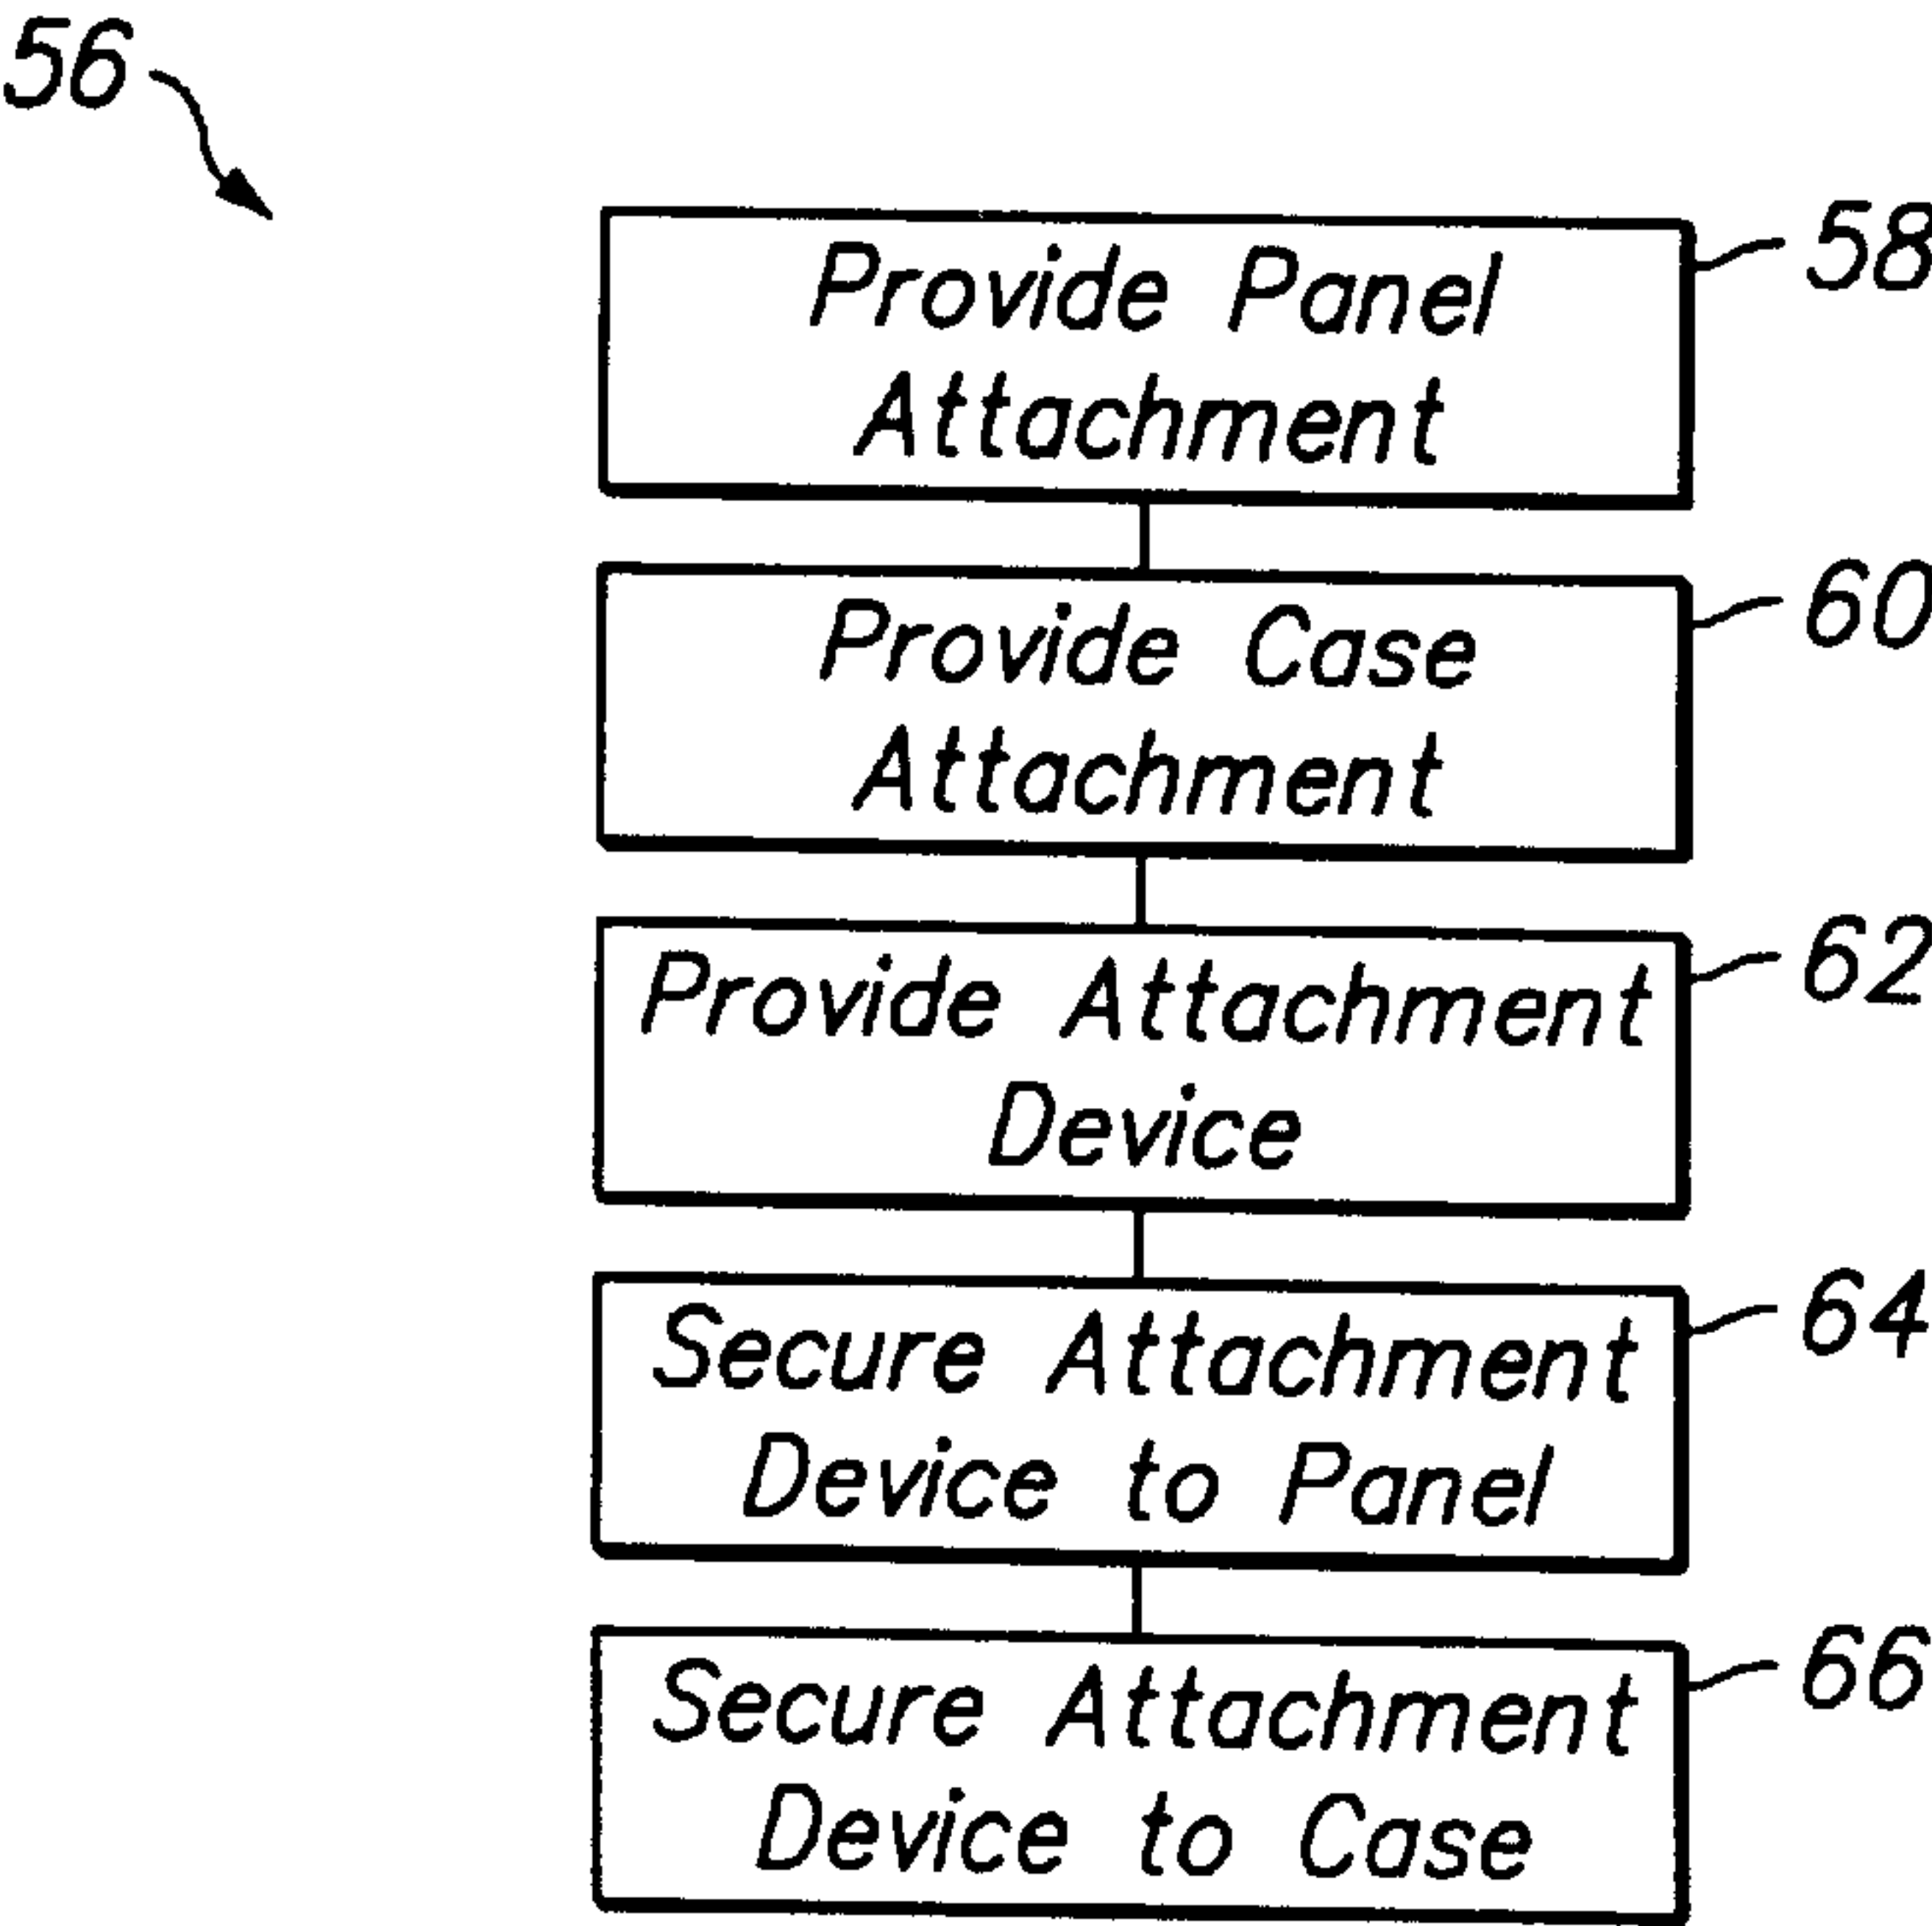 56
Provide Panel
Attachment
58
Provide Case
Attachment
60
Provide Attachment
Device
62
Secure Attachment
Device to Panel
64
Secure Attachment
Device to Case
66